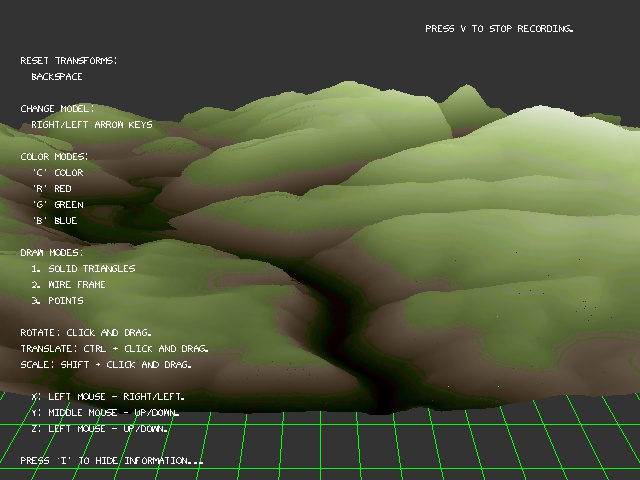 PRESS V TO STOP RECORDING.
RESET TRANSFORMS:
BACKSPACE
CHANGE MODEL:
RIGHT/LEFT ARROW KEYS
COLOR MODES:
'C' COLOR
'R' RED
'G' GREEN
'B' BLUE
DRAW MODES:
1. SOLID TRIANGLES
2. WIRE FRAME
3. POINTS
ROTATE: CLICK AND DRAG.
TRANSLATE: CTRL + CLICK AND DRAG.
SCALE: SHIFT + CLICK AND DRAG.
X: LEFT MOUSE - RIGHT/LEFT.
Y: MIDDLE MOUSE - UP/DOWN.
Z: LEFT MOUSE - UP/DOWN.
PRESS 'I' TO HIDE INFORMATION...